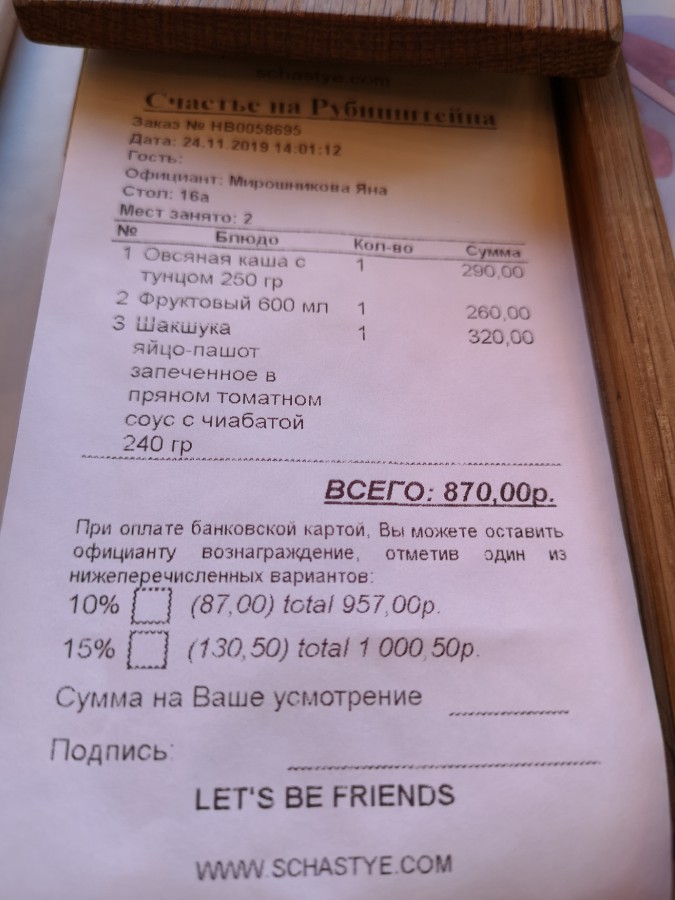 schastye.com
Счастье на Рубинштейна
Заказ № НВ0058695
Дата: 24.11.2019 14:01:12
Гость:
Официант: Мирошникова Яна
Стол: 16а
Мест занято: 2
№ Блюдо Кол-во Сумма
1 Овсяная каша с 1 290,00
тунцом 250 гр
2 Фруктовый 600 мл 1 260,00
3 Шакшука 1 320,00
яйцо-пашот
запеченное в
пряном томатном
соус с чиабатой
240 гр
ВСЕГО: 870,00р.
При оплате банковской картой, Вы можете оставить
официанту вознаграждение, отметив один из
нижеперечисленных вариантов:
10% (87,00) total 957,00р.
15% (130,50) total 1 000,50р.
Сумма на Ваше усмотрение
Подпись:
LET'S BE FRIENDS
WWW.SCHASTYE.COM